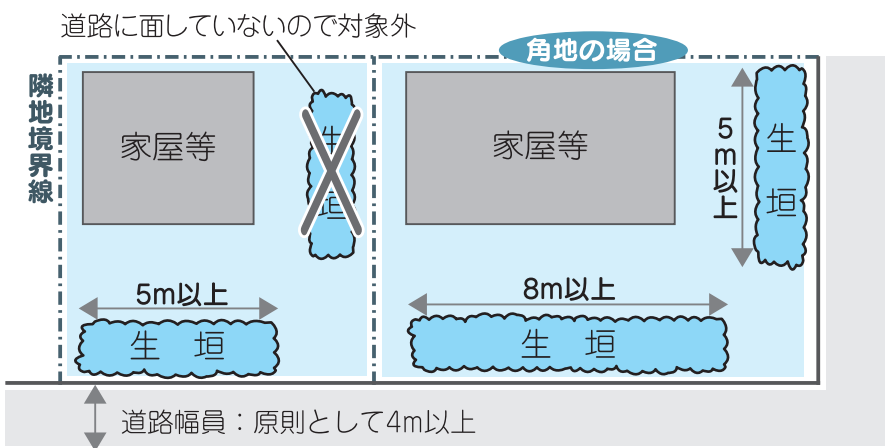 道路に面していないので対象外
角地の場合
隣地境界線
家屋等
生垣
家屋等
5m以上
生垣
5m以上
生垣
8m以上
生垣
道路幅員：原則として4m以上